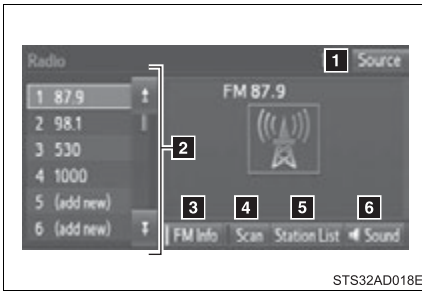 Radio
1 Source
1 87.9
2 98.1
3 530
4 1000
5 (add new)
6 (add new)
2
FM 87.9
3 4 5 6
FM Info Scan Station List Sound
STS32AD018E